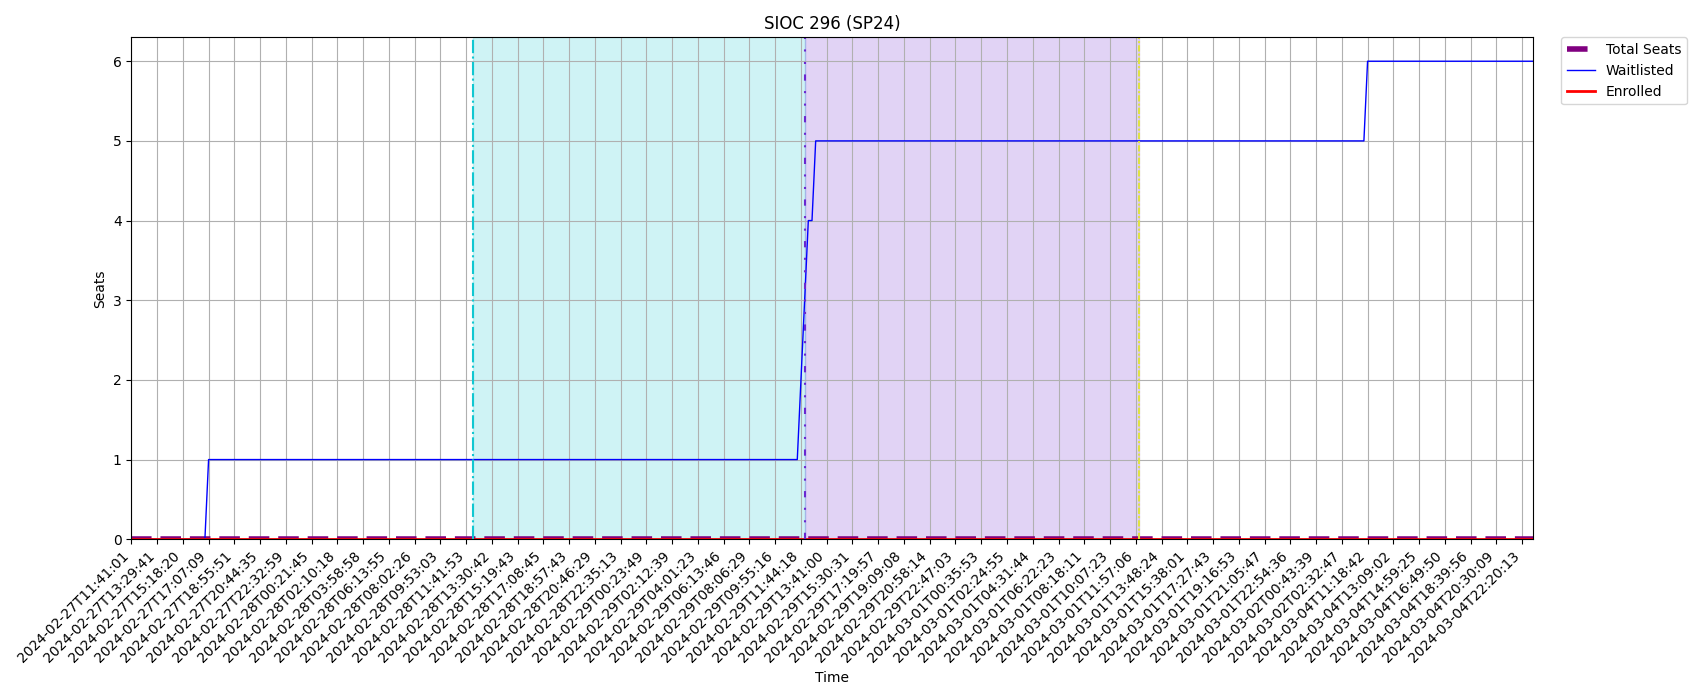 SIOC 296 (SP24)
Total Seats
Waitlisted
Enrolled
6
5
4
3
2
1
0
Seats
2024-02-27T11:41:01
2024-02-27T13:29:41
2024-02-27T15:18:20
2024-02-27T17:07:09
2024-02-27T18:55:51
2024-02-27T20:44:35
2024-02-27T22:32:59
2024-02-28T00:21:45
2024-02-28T02:10:18
2024-02-28T03:58:58
2024-02-28T06:13:55
2024-02-28T08:02:26
2024-02-28T09:53:03
2024-02-28T11:41:53
2024-02-28T13:30:42
2024-02-28T15:19:43
2024-02-28T17:08:45
2024-02-28T18:57:43
2024-02-28T20:46:29
2024-02-28T22:35:13
2024-02-29T00:23:49
2024-02-29T02:12:39
2024-02-29T04:01:23
2024-02-29T06:13:46
2024-02-29T08:06:29
2024-02-29T09:55:16
2024-02-29T11:44:18
2024-02-29T13:41:00
2024-02-29T15:30:31
2024-02-29T17:19:57
2024-02-29T19:09:08
2024-02-29T20:58:14
2024-02-29T22:47:03
2024-03-01T00:35:53
2024-03-01T02:24:55
2024-03-01T04:31:44
2024-03-01T06:22:23
2024-03-01T08:18:11
2024-03-01T10:07:23
2024-03-01T11:57:06
2024-03-01T13:48:24
2024-03-01T15:38:01
2024-03-01T17:27:43
2024-03-01T19:16:53
2024-03-01T21:05:47
2024-03-01T22:54:36
2024-03-02T00:43:39
2024-03-02T02:32:47
2024-03-04T11:18:42
2024-03-04T13:09:02
2024-03-04T14:59:25
2024-03-04T16:49:50
2024-03-04T18:39:56
2024-03-04T20:30:09
2024-03-04T22:20:13
Time